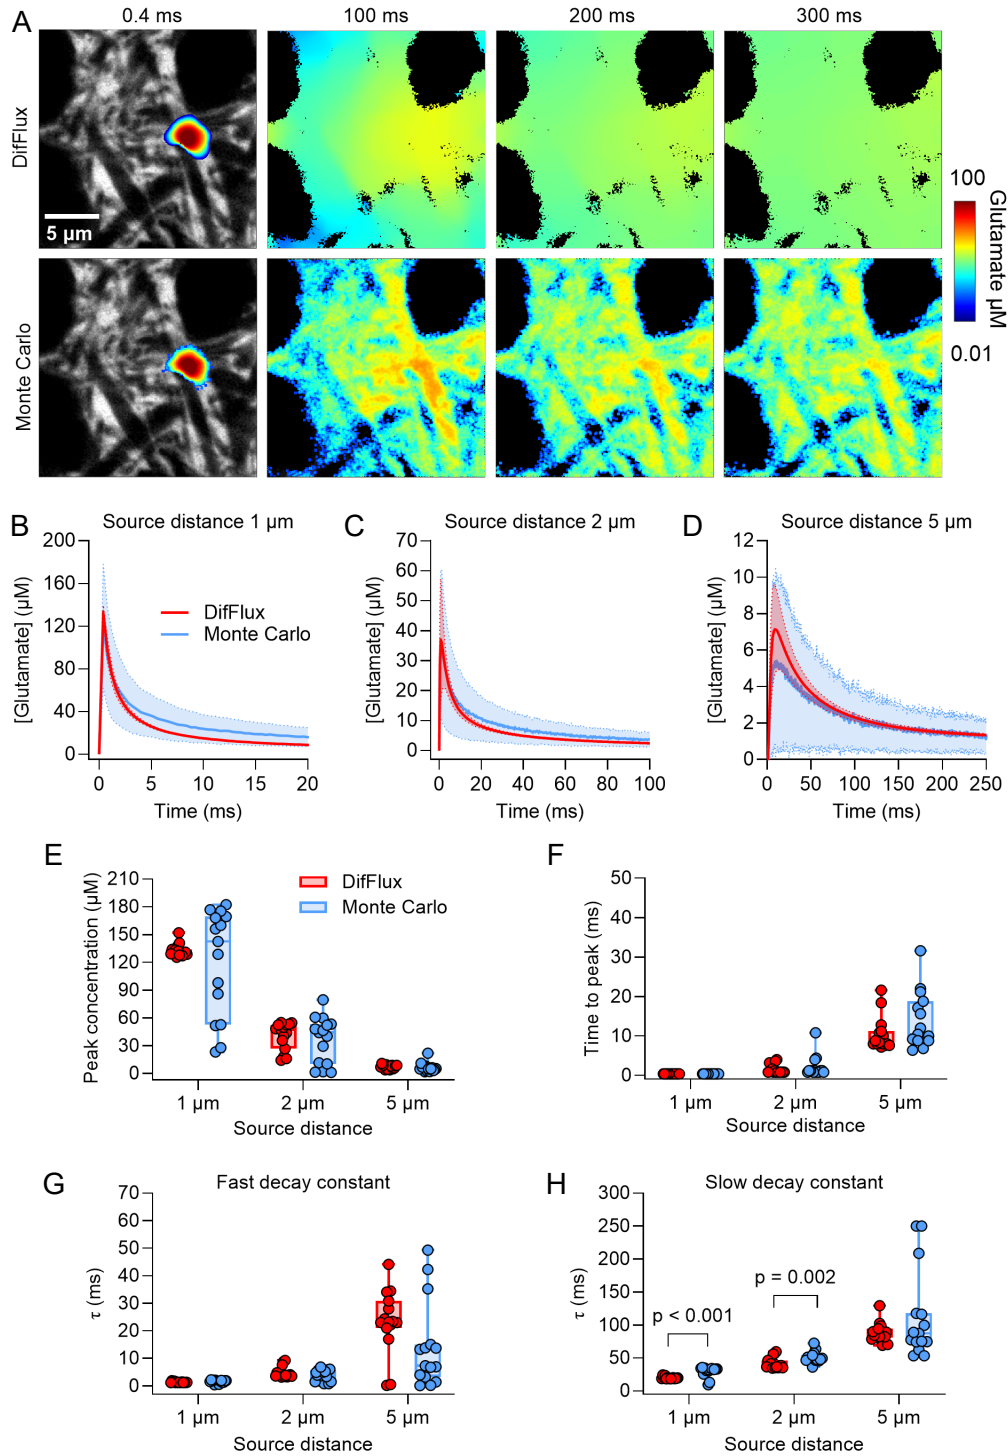 A
0.4 ms
100 ms
200 ms
300 ms
DifFlux
5 µm
Monte Carlo
100
Glutamate µM
0.01
B
Source distance 1 µm
C
Source distance 2 µm
D
Source distance 5 µm
[Glutamate] (µM)
200
160
120
80
40
0
DifFlux
Monte Carlo
0
5
10
15
20
Time (ms)
[Glutamate] (µM)
70
60
50
40
30
20
10
0
0
20
40
60
80
100
Time (ms)
[Glutamate] (µM)
12
10
8
6
4
2
0
0
50
100
150
200
250
Time (ms)
E
Peak concentration (µM)
210
180
150
120
90
60
30
0
DifFlux
Monte Carlo
1 µm
2 µm
5 µm
Source distance
F
Time to peak (ms)
50
40
30
20
10
0
1 µm
2 µm
5 µm
Source distance
G
Fast decay constant
τ (ms)
70
60
50
40
30
20
10
0
1 µm
2 µm
5 µm
Source distance
H
Slow decay constant
τ (ms)
300
250
200
150
100
50
0
p < 0.001
p = 0.002
1 µm
2 µm
5 µm
Source distance